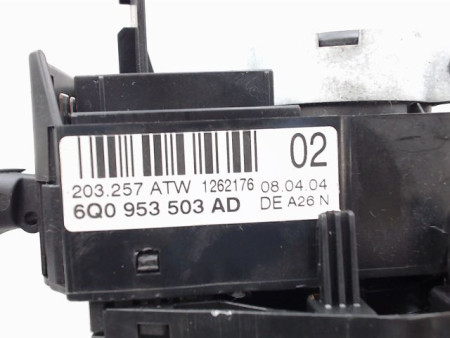 02
203.257 ATW 1262176 08.04.04
6Q0 953 503 AD DE A26 N